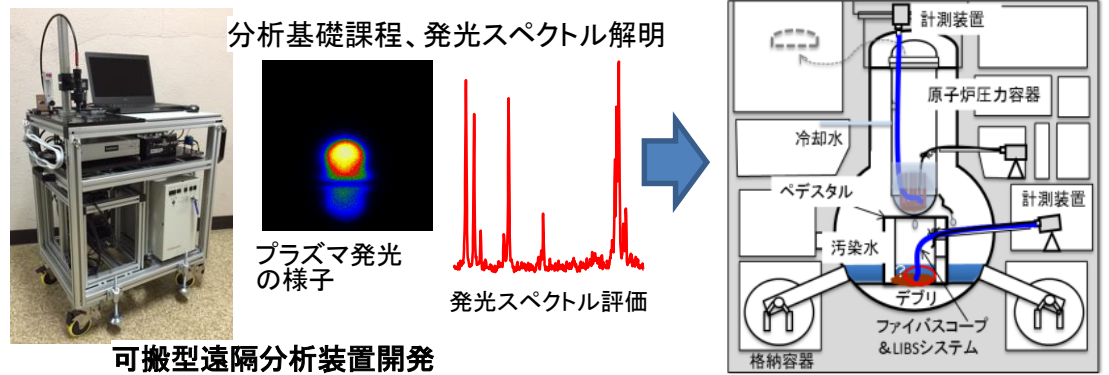 分析基礎課程、発光スペクトル解明
プラズマ発光
の様子
発光スペクトル評価
可搬型遠隔分析装置開発
計測装置
原子炉圧力容器
冷却水
ペデスタル
計測装置
汚染水
?
デブリ
ファイバスコープ
&LIBSシステム
格納容器